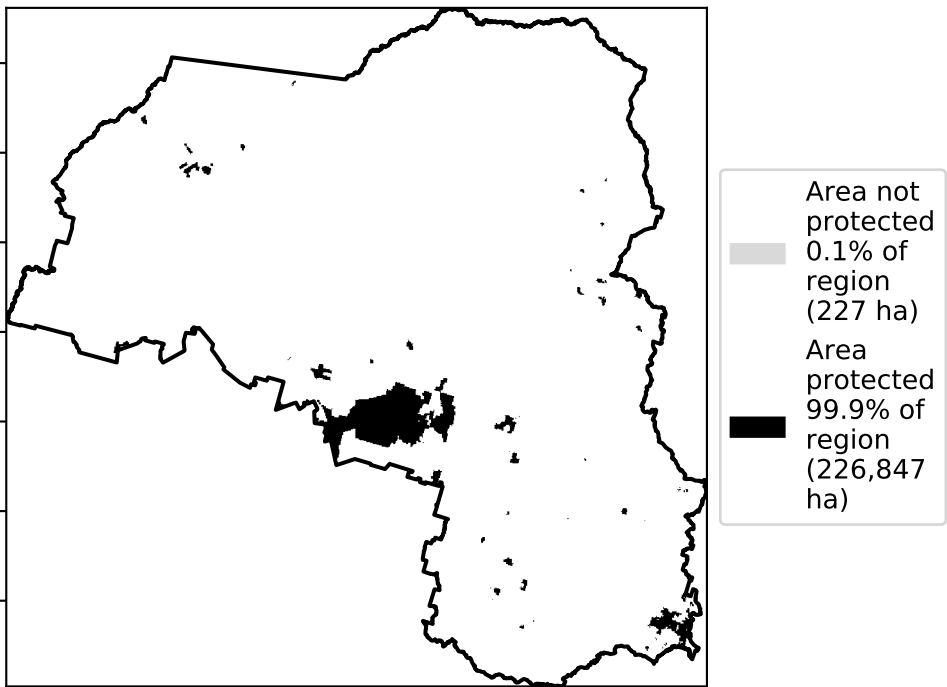 Area not
protected
0.1% of
region
(227 ha)
Area
protected
99.9% of
region
(226,847
ha)